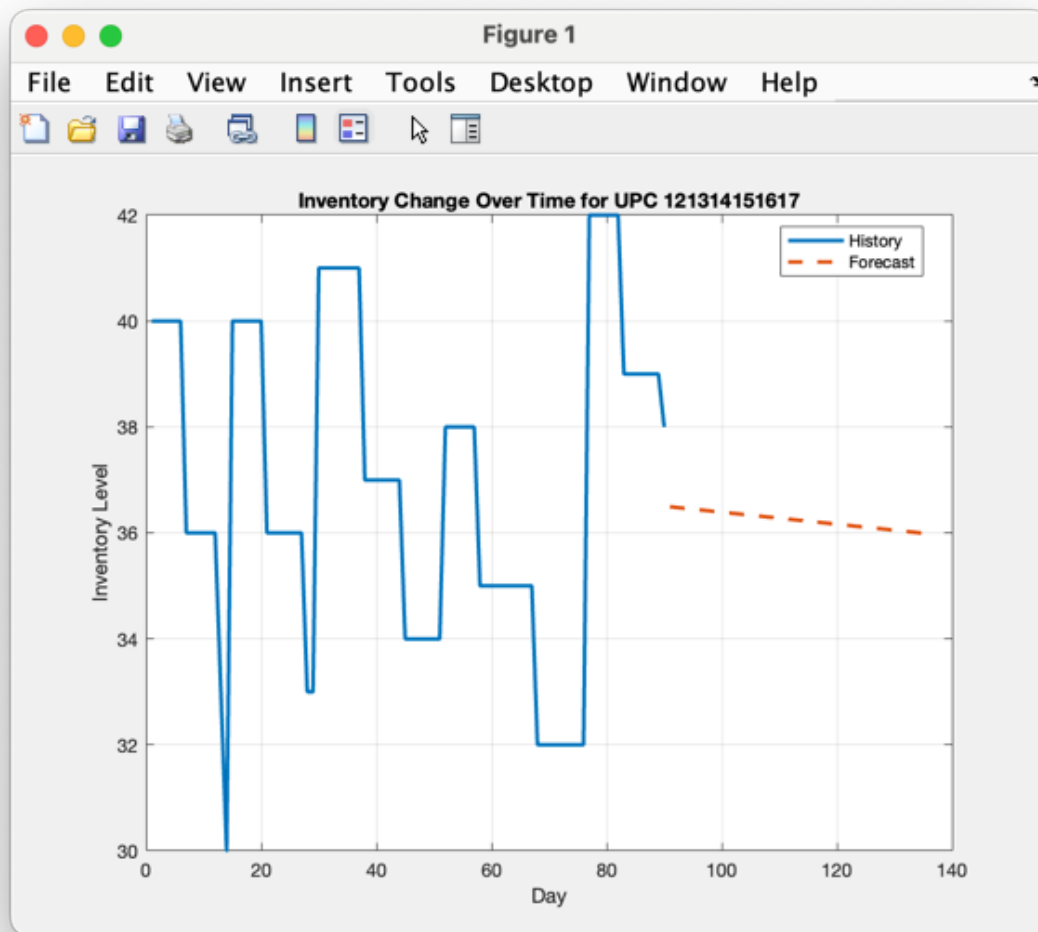 Figure 1
File Edit View Insert Tools Desktop Window Help
Inventory Change Over Time for UPC 121314151617
42
40
38
36
34
32
30
Inventory Level
History
Forecast
0 20 40 60 80 100 120 140
Day